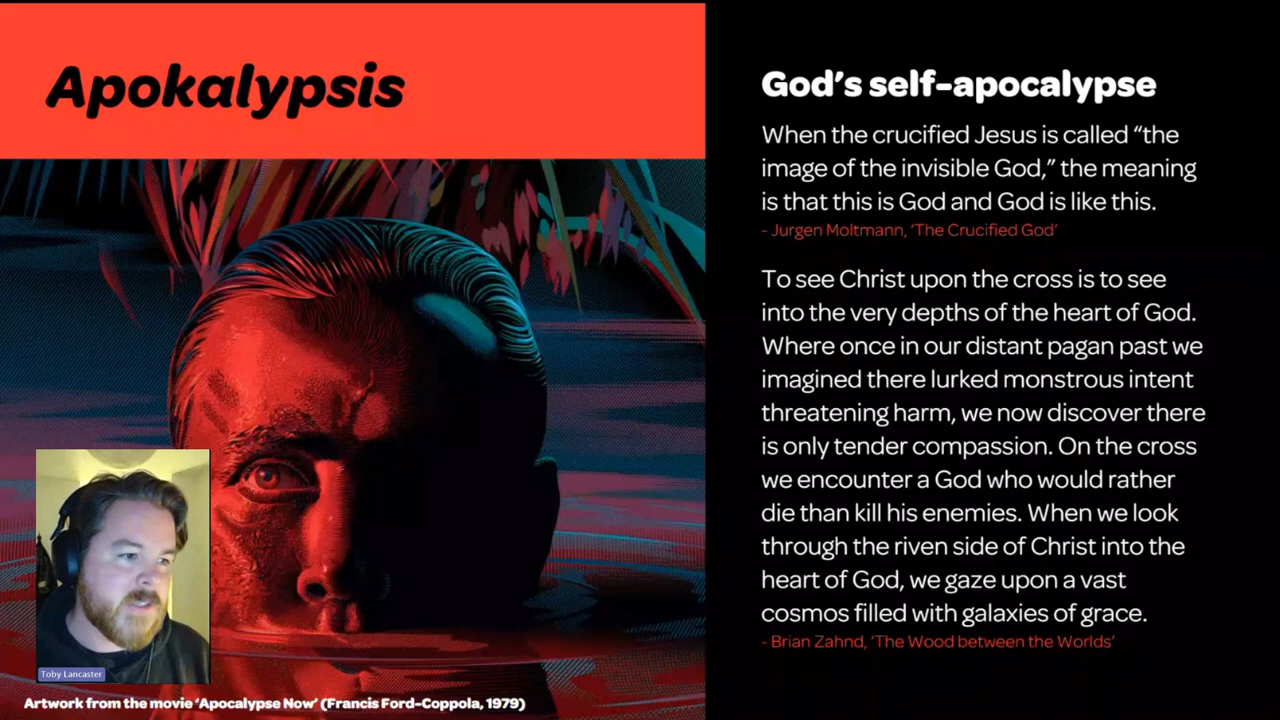 Apokalypsis
God's self-apocalypse
When the crucified Jesus is called “the
image of the invisible God,” the meaning
is that this is God and God is like this.
- Jurgen Moltmann, ‘The Crucified God’
To see Christ upon the cross is to see
into the very depths of the heart of God.
Where once in our distant pagan past we
imagined there lurked monstrous intent
threatening harm, we now discover there
is only tender compassion. On the cross
we encounter a God who would rather
die than kill his enemies. When we look
through the riven side of Christ into the
heart of God, we gaze upon a vast
cosmos filled with galaxies of grace.
- Brian Zahnd, ‘The Wood between the Worlds’
Toby Lancaster
Artwork from the movie ‘Apocalypse Now’ (Francis Ford-Coppola, 1979)